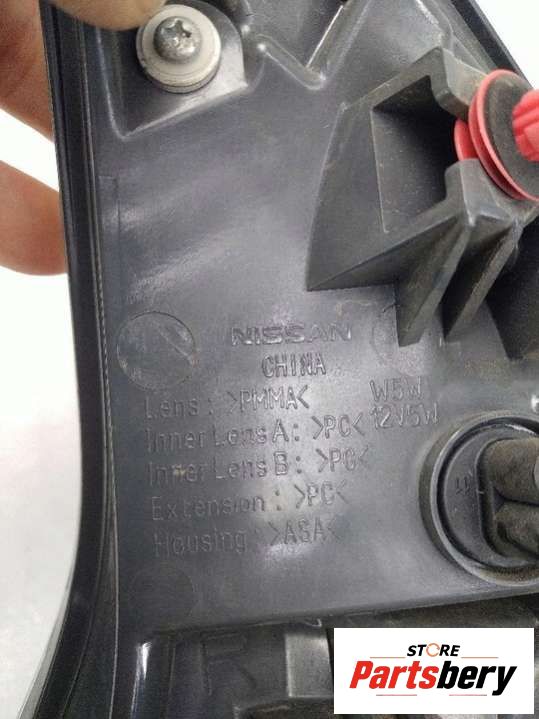 NISSAN
CHINA
Lens: >PMMA< W5W
Inner Lens A: >PC< 12V5W
Inner Lens B: >PC<
Extension: >PC<
Housing: >ASA<
R
STORE
Partsbery